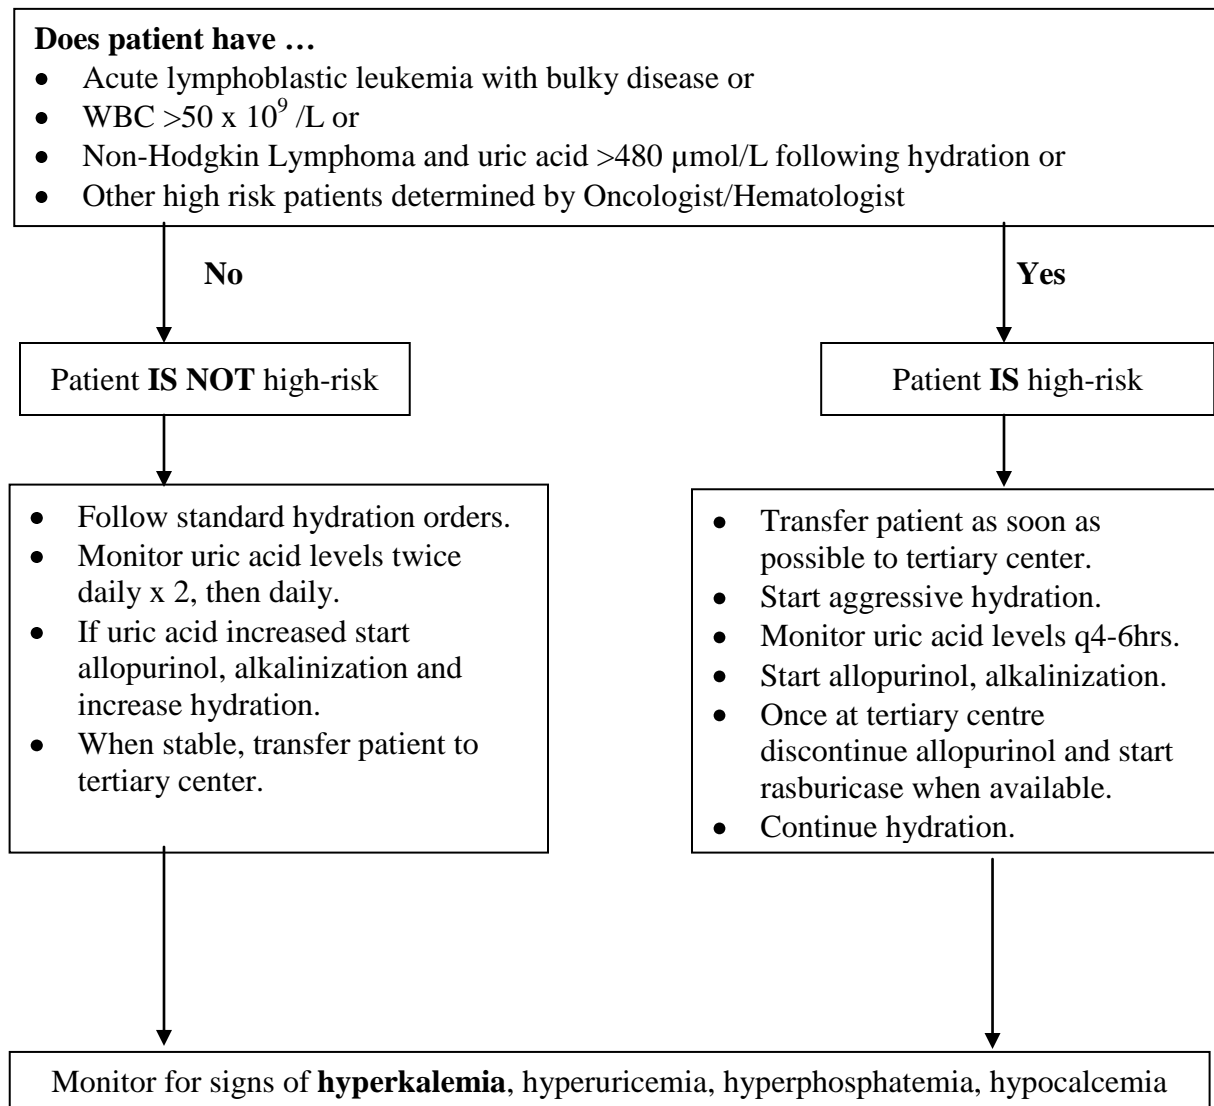 Does patient have …
• Acute lymphoblastic leukemia with bulky disease or
• WBC >50 x 10⁹ /L or
• Non-Hodgkin Lymphoma and uric acid >480 µmol/L following hydration or
• Other high risk patients determined by Oncologist/Hematologist
No
Yes
Patient IS NOT high-risk
Patient IS high-risk
• Follow standard hydration orders.
• Monitor uric acid levels twice
daily x 2, then daily.
• If uric acid increased start
allopurinol, alkalinization and
increase hydration.
• When stable, transfer patient to
tertiary center.
• Transfer patient as soon as
possible to tertiary center.
• Start aggressive hydration.
• Monitor uric acid levels q4-6hrs.
• Start allopurinol, alkalinization.
• Once at tertiary centre
discontinue allopurinol and start
rasburicase when available.
• Continue hydration.
Monitor for signs of hyperkalemia, hyperuricemia, hyperphosphatemia, hypocalcemia